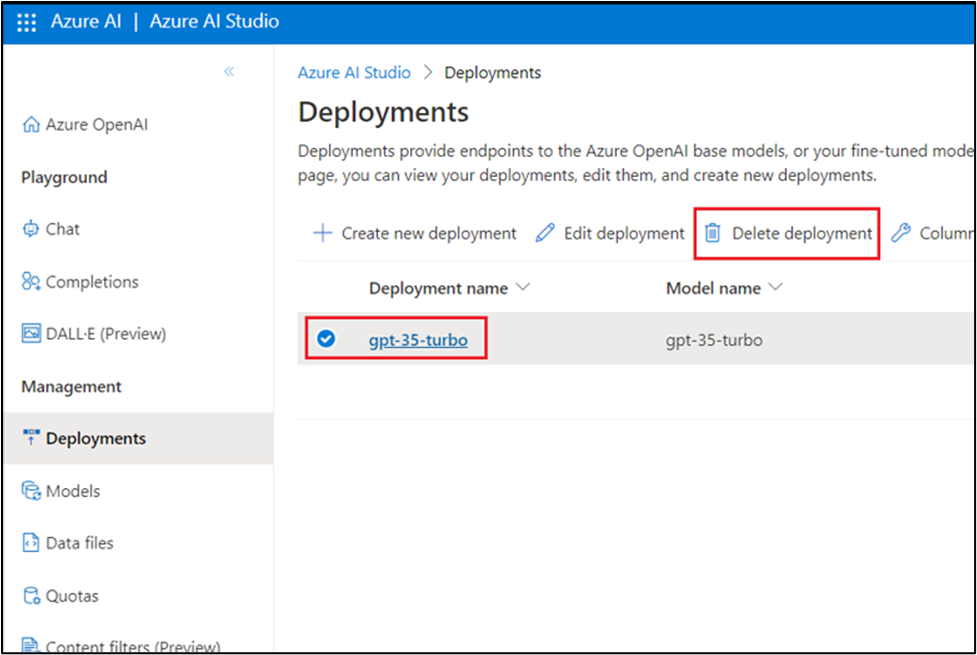 Azure AI | Azure AI Studio
Azure AI Studio > Deployments
Deployments
Deployments provide endpoints to the Azure OpenAI base models, or your fine-tuned mode
page, you can view your deployments, edit them, and create new deployments.
Create new deployment Edit deployment Delete deployment Column
Deployment name Model name
gpt-35-turbo gpt-35-turbo
Azure OpenAI
Playground
Chat
Completions
DALL·E (Preview)
Management
Deployments
Models
Data files
Quotas
Content filters (Preview)